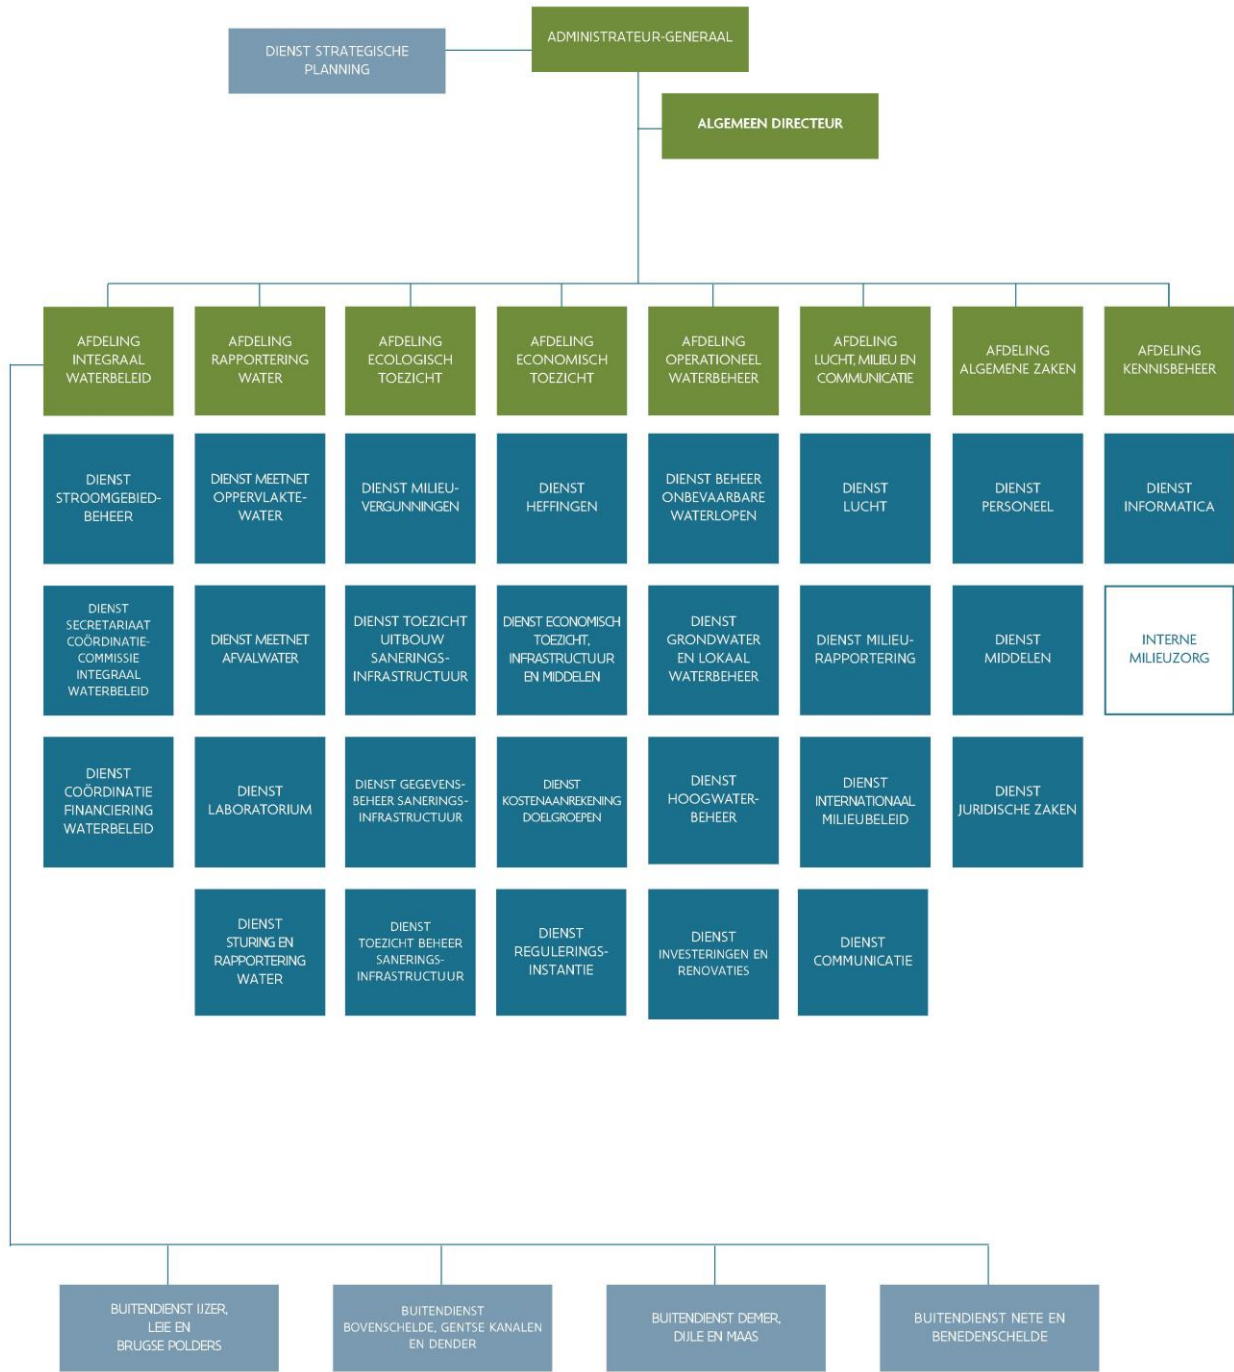 ADMINISTRATEUR-GENERAAL
DIENST STRATEGISCHE
PLANNING
ALGEMEEN DIRECTEUR
AFDELING
INTEGRAAL
WATERBELEID
AFDELING
RAPPORTERING
WATER
AFDELING
ECOLOGISCH
TOEZICHT
AFDELING
ECONOMISCH
TOEZICHT
AFDELING
OPERATIONEEL
WATERBEHEER
AFDELING
LUCHT, MILIEU EN
COMMUNICATIE
AFDELING
ALGEMENE ZAKEN
AFDELING
KENNISBEHEER
DIENST
STROOMGEBIED-
BEHEER
DIENST MEETNET
OPPERVLAKTE-
WATER
DIENST MILIEU-
VERGUNNINGEN
DIENST
HEFFINGEN
DIENST BEHEER
ONBEVAARBARE
WATERLOPEN
DIENST
LUCHT
DIENST
PERSONEEL
DIENST
INFORMATICA
DIENST
SECRETARIAAT
COÖRDINATIE-
COMMISSIE
INTEGRAAL
WATERBELEID
DIENST MEETNET
AFVALWATER
DIENST TOEZICHT
UITBOUW
SANERINGS-
INFRASTRUCTUUR
DIENST ECONOMISCH
TOEZICHT,
INFRASTRUCTUUR
EN MIDDELEN
DIENST
GRONDWATER
EN LOKAAL
WATERBEHEER
DIENST MILIEU-
RAPPORTERING
DIENST
MIDDELEN
INTERNE
MILIEUZORG
DIENST
COÖRDINATIE
FINANCIERING
WATERBELEID
DIENST
LABORATORIUM
DIENST GEGEVENS-
BEHEER SANERINGS-
INFRASTRUCTUUR
DIENST
KOSTENAANREKENING
DOELGROEPEN
DIENST
HOOGWATER-
BEHEER
DIENST
INTERNATIONAAL
MILIEUBELEID
DIENST
JURIDISCHE ZAKEN
DIENST
STURING EN
RAPPORTERING
WATER
DIENST
TOEZICHT BEHEER
SANERINGS-
INFRASTRUCTUUR
DIENST
REGULERINGS-
INSTANTIE
DIENST
INVESTERINGEN EN
RENOVATIES
DIENST
COMMUNICATIE
BUITENDIENST IJZER,
LEIE EN
BRUGSE POLDERS
BUITENDIENST
BOVENSCHELDE, GENTSE KANALEN
EN DENDER
BUITENDIENST DEMER,
DIJLE EN MAAS
BUITENDIENST NETE EN
BENEDENSCHELDE